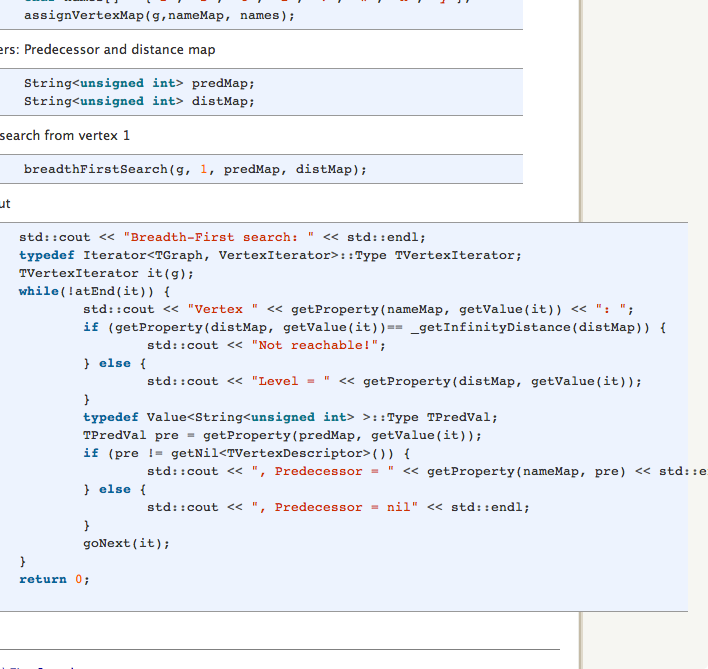 assignVertexMap(g,nameMap, names);
ers: Predecessor and distance map
String<unsigned int> predMap;
String<unsigned int> distMap;
search from vertex 1
breadthFirstSearch(g, 1, predMap, distMap);
ut
std::cout << "Breadth-First search: " << std::endl;
typedef Iterator<TGraph, VertexIterator>::Type TVertexIterator;
TVertexIterator it(g);
while(!atEnd(it)) {
        std::cout << "Vertex " << getProperty(nameMap, getValue(it)) << ": ";
        if (getProperty(distMap, getValue(it))== _getInfinityDistance(distMap)) {
                std::cout << "Not reachable!";
        } else {
                std::cout << "Level = " << getProperty(distMap, getValue(it));
        }
        typedef Value<String<unsigned int> >::Type TPredVal;
        TPredVal pre = getProperty(predMap, getValue(it));
        if (pre != getNil<TVertexDescriptor>()) {
                std::cout << ", Predecessor = " << getProperty(nameMap, pre) << std::e
        } else {
                std::cout << ", Predecessor = nil" << std::endl;
        }
        goNext(it);
}
return 0;